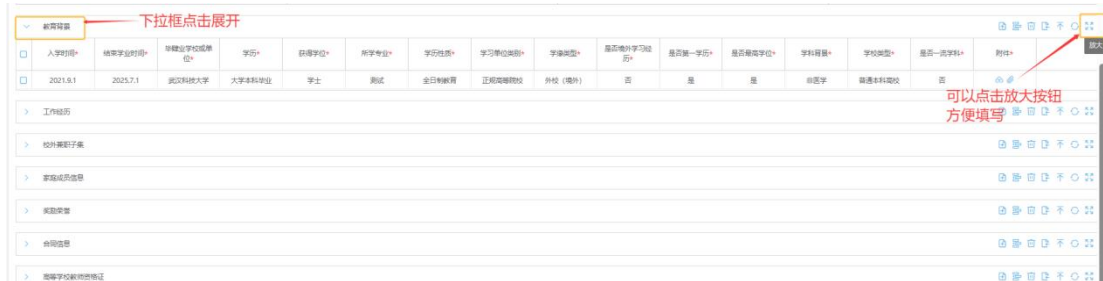 教育背景
下拉框点击展开
入学时间* 结束学业时间* 毕肄业学校或单位* 学历* 获得学位* 所学专业* 学历性质* 学习单位类别* 学缘类型* 是否境外学习经历* 是否第一学历* 是否最高学位* 学科背景* 学校类型* 是否一流学科* 附件*
放大
2021.9.1 2025.7.1 武汉科技大学 大学本科毕业 学士 测试 全日制教育 正规高等院校 外校（境外） 否 是 是 非医学 普通本科高校 否
可以点击放大按钮
方便填写
工作经历
校外兼职子集
家庭成员信息
奖励荣誉
合同信息
高等学校教师资格证